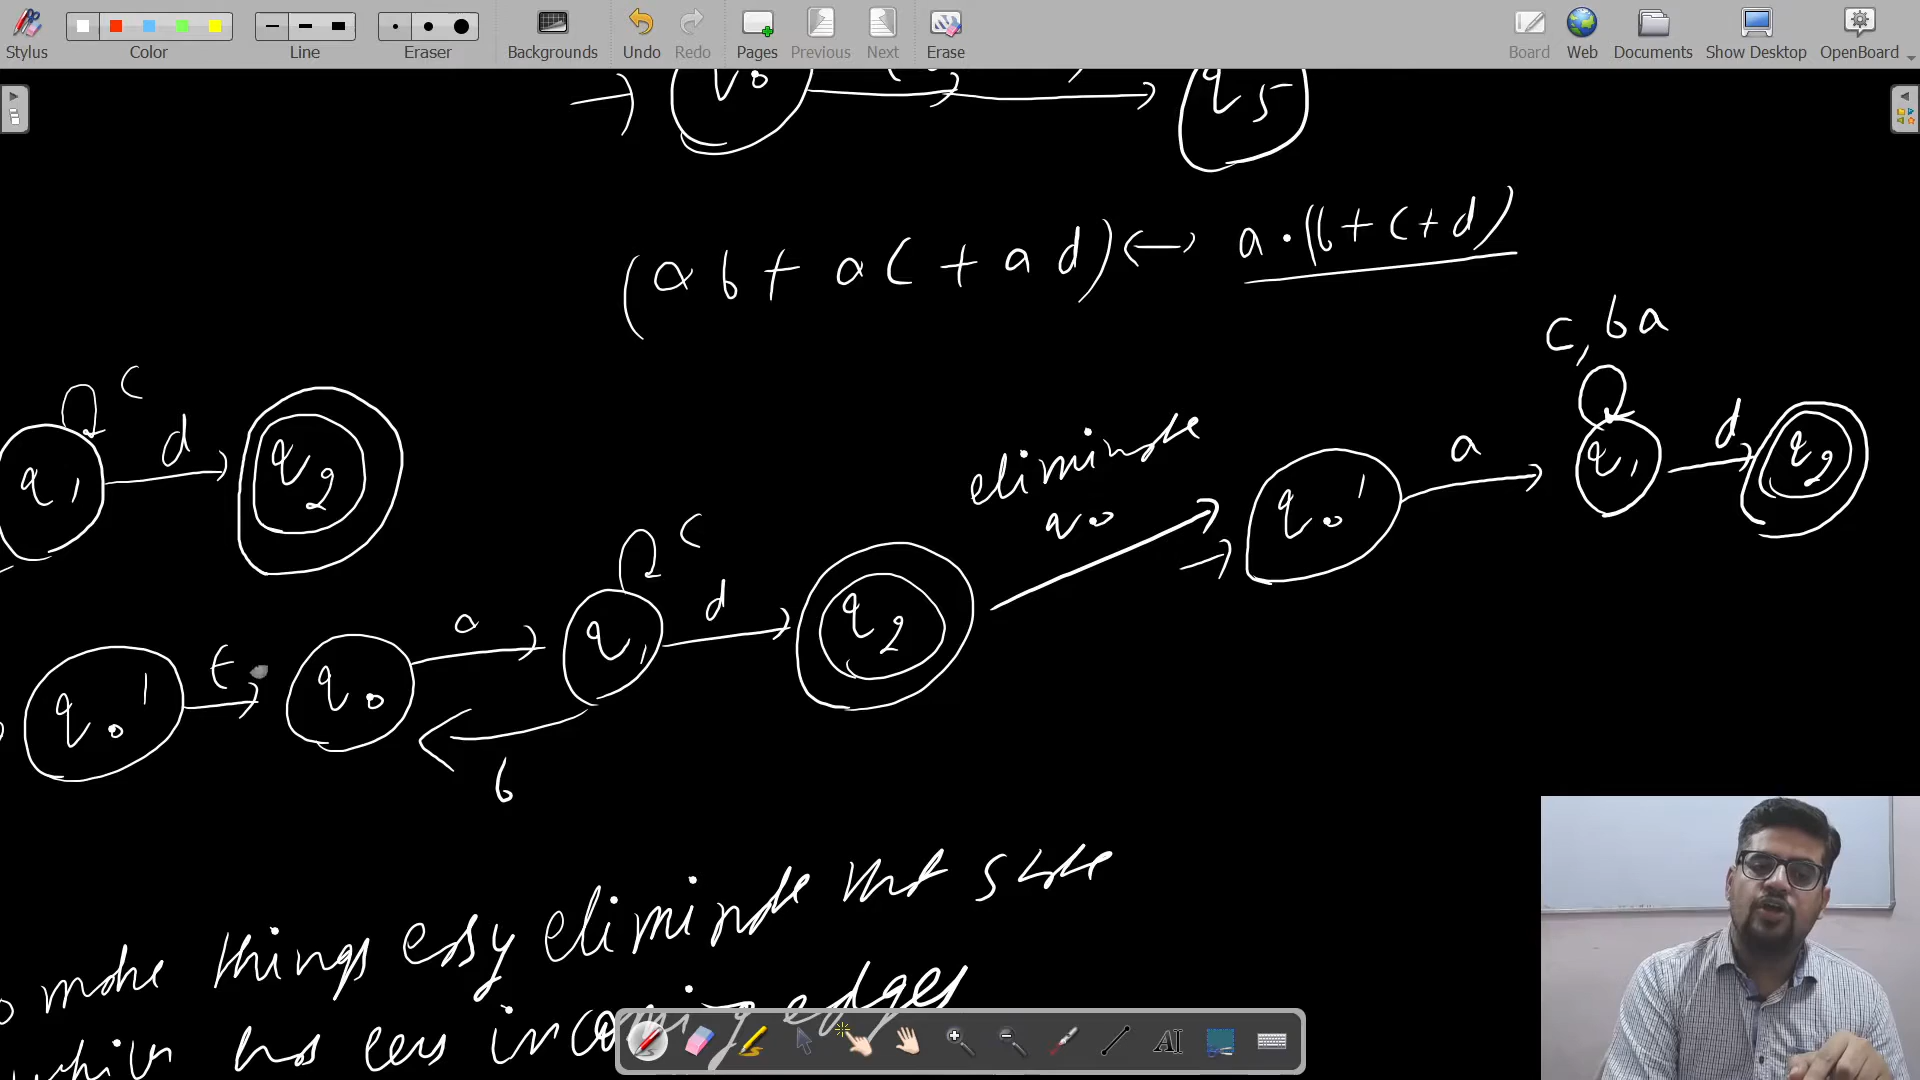 Stylus Color Line Eraser Backgrounds Undo Redo Pages Previous Next Erase Board Web Documents Show Desktop OpenBoard
q0 q5
(ab + ac + ad) ↔ a·(b+c+d)
c, ba
q1 c d q2
eliminate
q0
q0' a q1 d q2
q0' ε q0 a q1 c d q2
b
make things easy eliminate that state
which has less incoming edges
AI